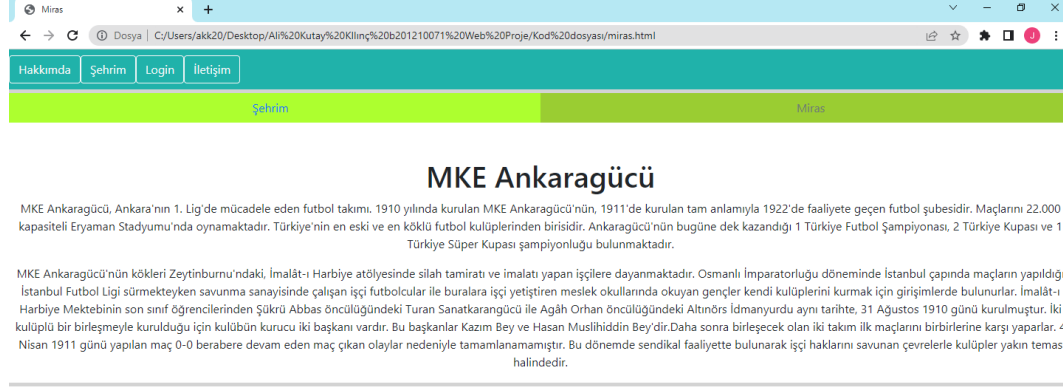 Miras
Dosya | C:/Users/akk20/Desktop/Ali%20Kutay%20KIlınç%20b201210071%20Web%20Proje/Kod%20dosyası/miras.html
J
Hakkımda Şehrim Login İletişim
Şehrim Miras
MKE Ankaragücü
MKE Ankaragücü, Ankara'nın 1. Lig'de mücadele eden futbol takımı. 1910 yılında kurulan MKE Ankaragücü'nün, 1911'de kurulan tam anlamıyla 1922'de faaliyete geçen futbol şubesidir. Maçlarını 22.000
kapasiteli Eryaman Stadyumu'nda oynamaktadır. Türkiye'nin en eski ve en köklü futbol kulüplerinden birisidir. Ankaragücü'nün bugüne dek kazandığı 1 Türkiye Futbol Şampiyonası, 2 Türkiye Kupası ve 1
Türkiye Süper Kupası şampiyonluğu bulunmaktadır.
MKE Ankaragücü'nün kökleri Zeytinburnu'ndaki, İmalât-ı Harbiye atölyesinde silah tamiratı ve imalatı yapan işçilere dayanmaktadır. Osmanlı İmparatorluğu döneminde İstanbul çapında maçların yapıldığı
İstanbul Futbol Ligi sürmekteyken savunma sanayisinde çalışan işçi futbolcular ile buralara işçi yetiştiren meslek okullarında okuyan gençler kendi kulüplerini kurmak için girişimlerde bulunurlar. İmalât-ı
Harbiye Mektebinin son sınıf öğrencilerinden Şükrü Abbas öncülüğündeki Turan Sanatkarangücü ile Agâh Orhan öncülüğündeki Altınörs İdmanyurdu aynı tarihte, 31 Ağustos 1910 günü kurulmuştur. İki
kulüplü bir birleşmeyle kurulduğu için kulübün kurucu iki başkanı vardır. Bu başkanlar Kazım Bey ve Hasan Muslihiddin Bey'dir.Daha sonra birleşecek olan iki takım ilk maçlarını birbirlerine karşı yaparlar. 4
Nisan 1911 günü yapılan maç 0-0 berabere devam eden maç çıkan olaylar nedeniyle tamamlanamamıştır. Bu dönemde sendikal faaliyette bulunarak işçi haklarını savunan çevrelerle kulüpler yakın temas
halindedir.